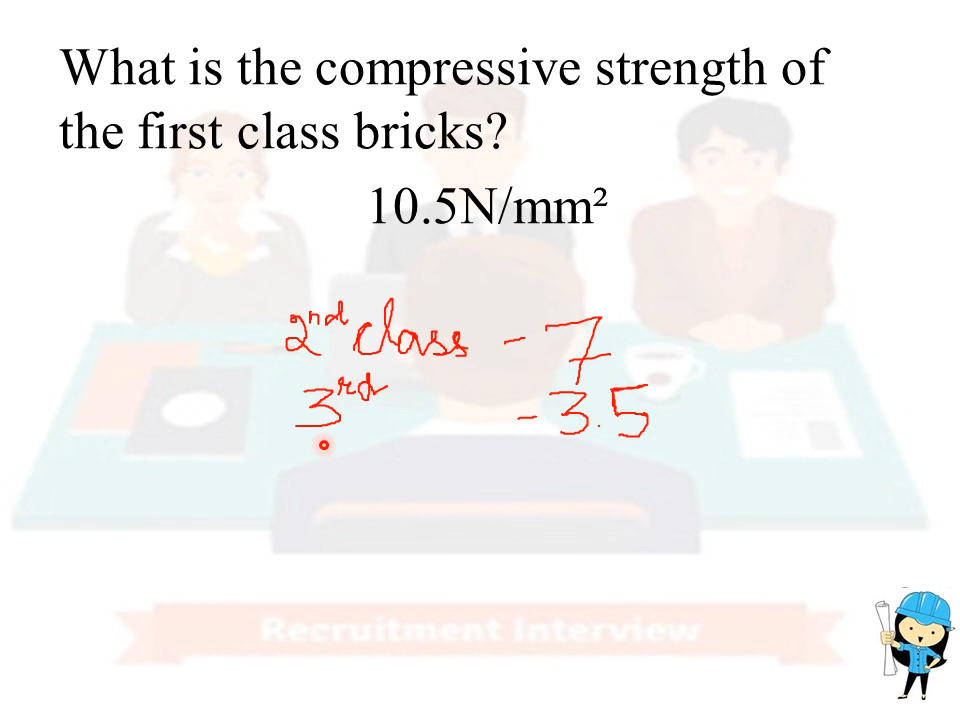 What is the compressive strength of
the first class bricks?
10.5N/mm²
2nd class - 7
3rd - 3.5
Recruitment Interview